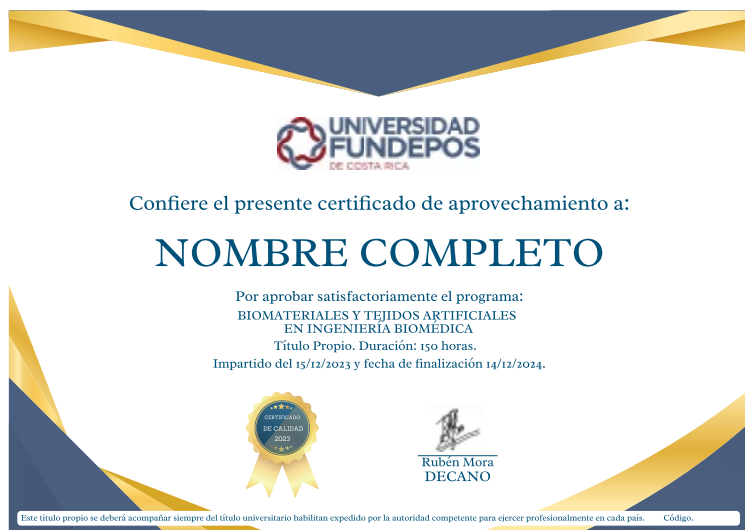 UNIVERSIDAD
FUNDEPOS
DE COSTA RICA
Confiere el presente certificado de aprovechamiento a:
NOMBRE COMPLETO
Por aprobar satisfactoriamente el programa:
BIOMATERIALES Y TEJIDOS ARTIFICIALES
EN INGENIERÍA BIOMÉDICA
Título Propio. Duración: 150 horas.
Impartido del 15/12/2023 y fecha de finalización 14/12/2024.
CERTIFICADO
DE CALIDAD
2023
Rubén Mora
DECANO
Este título propio se deberá acompañar siempre del título universitario habilitan expedido por la autoridad competente para ejercer profesionalmente en cada país. Código.